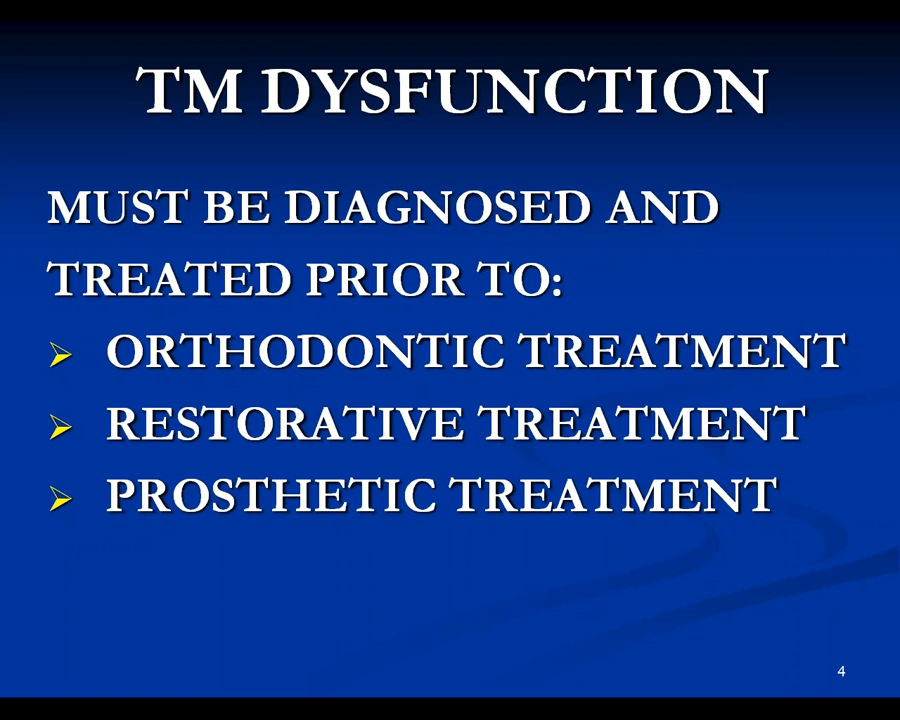 TM DYSFUNCTION
MUST BE DIAGNOSED AND
TREATED PRIOR TO:
ORTHODONTIC TREATMENT
RESTORATIVE TREATMENT
PROSTHETIC TREATMENT
4